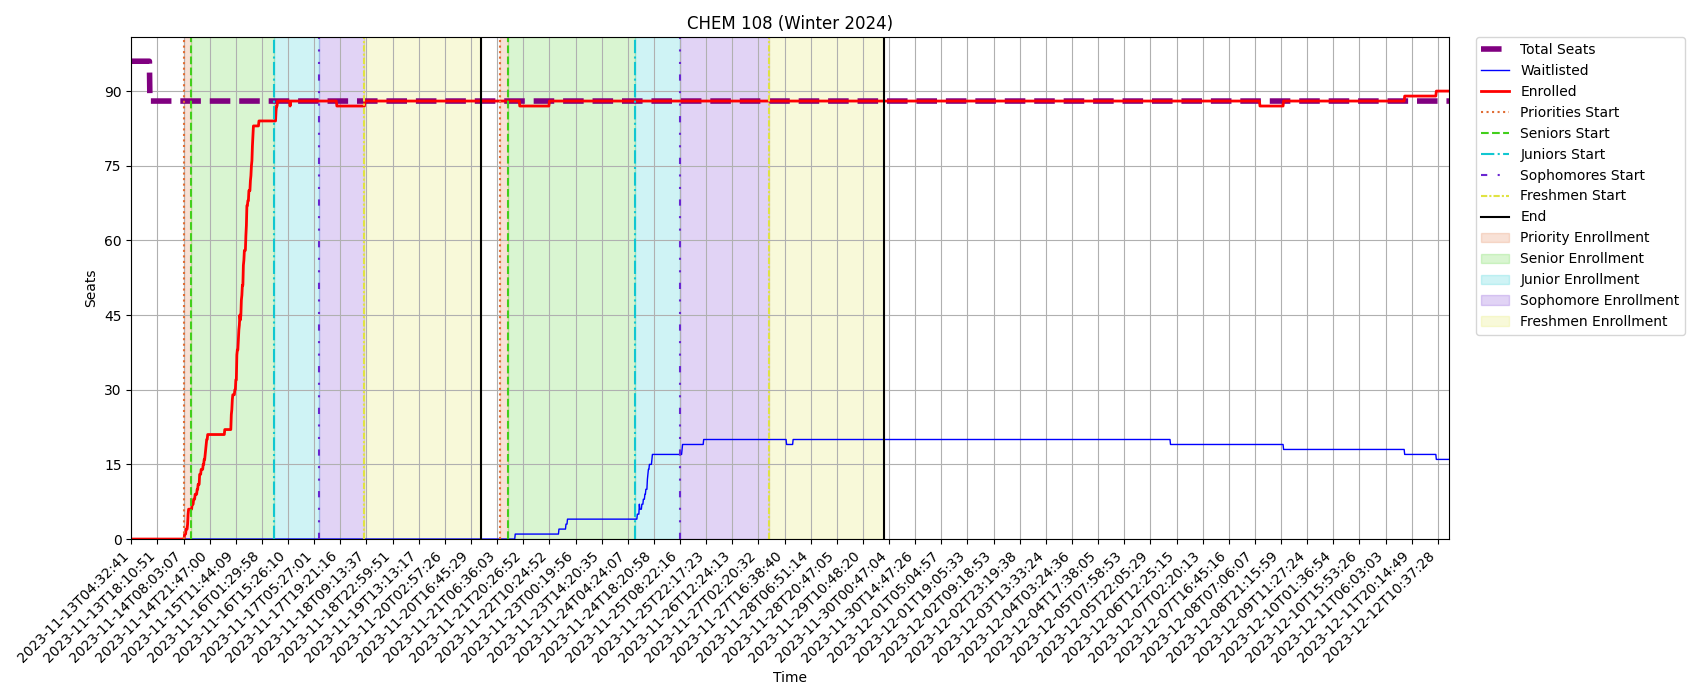 CHEM 108 (Winter 2024)
Seats
90
75
60
45
30
15
0
2023-11-13T04:32:41
2023-11-13T18:10:51
2023-11-14T08:03:07
2023-11-14T21:47:00
2023-11-15T11:44:09
2023-11-16T01:29:58
2023-11-16T15:26:10
2023-11-17T05:27:01
2023-11-17T19:21:16
2023-11-18T09:13:37
2023-11-18T22:59:51
2023-11-19T13:13:17
2023-11-20T02:57:26
2023-11-20T16:45:29
2023-11-21T06:36:03
2023-11-21T20:26:52
2023-11-22T10:24:52
2023-11-23T00:19:56
2023-11-23T14:20:35
2023-11-24T04:24:07
2023-11-24T18:20:58
2023-11-25T08:22:16
2023-11-25T22:17:23
2023-11-26T12:24:13
2023-11-27T02:20:32
2023-11-27T16:38:40
2023-11-28T06:51:14
2023-11-28T20:47:05
2023-11-29T10:48:20
2023-11-30T00:47:04
2023-11-30T14:47:26
2023-12-01T05:04:57
2023-12-01T19:05:33
2023-12-02T09:18:53
2023-12-02T23:19:38
2023-12-03T13:33:24
2023-12-04T03:24:36
2023-12-04T17:38:05
2023-12-05T07:58:53
2023-12-05T22:05:29
2023-12-06T12:25:15
2023-12-07T02:20:13
2023-12-07T16:45:16
2023-12-08T07:06:07
2023-12-08T21:15:59
2023-12-09T11:27:24
2023-12-10T01:36:54
2023-12-10T15:53:26
2023-12-11T06:03:03
2023-12-11T20:14:49
2023-12-12T10:37:28
Time
Total Seats
Waitlisted
Enrolled
Priorities Start
Seniors Start
Juniors Start
Sophomores Start
Freshmen Start
End
Priority Enrollment
Senior Enrollment
Junior Enrollment
Sophomore Enrollment
Freshmen Enrollment